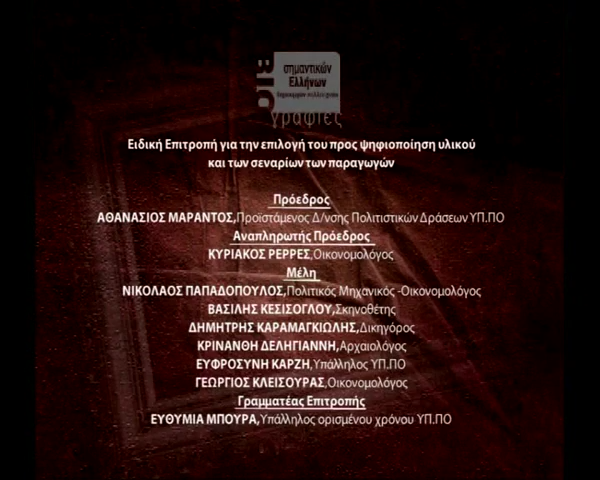 βιο
σημαντικών
Ελλήνων
γραφίες
Ειδική Επιτροπή για την επιλογή του προς ψηφιοποίηση υλικού
και των σεναρίων των παραγωγών
Πρόεδρος
ΑΘΑΝΑΣΙΟΣ ΜΑΡΑΝΤΟΣ,Προϊστάμενος Δ/νσης Πολιτιστικών Δράσεων ΥΠ.ΠΟ
Αναπληρωτής Πρόεδρος
ΚΥΡΙΑΚΟΣ ΡΕΡΡΕΣ,Οικονομολόγος
Μέλη
ΝΙΚΟΛΑΟΣ ΠΑΠΑΔΟΠΟΥΛΟΣ,Πολιτικός Μηχανικός -Οικονομολόγος
ΒΑΣΙΛΗΣ ΚΕΣΙΣΟΓΛΟΥ,Σκηνοθέτης
ΔΗΜΗΤΡΗΣ ΚΑΡΑΜΑΓΚΙΩΛΗΣ,Δικηγόρος
ΚΡΙΝΑΝΘΗ ΔΕΛΗΓΙΑΝΝΗ,Αρχαιολόγος
ΕΥΦΡΟΣΥΝΗ ΚΑΡΖΗ,Υπάλληλος ΥΠ.ΠΟ
ΓΕΩΡΓΙΟΣ ΚΛΕΙΣΟΥΡΑΣ,Οικονομολόγος
Γραμματέας Επιτροπής
ΕΥΘΥΜΙΑ ΜΠΟΥΡΑ,Υπάλληλος ορισμένου χρόνου ΥΠ.ΠΟ